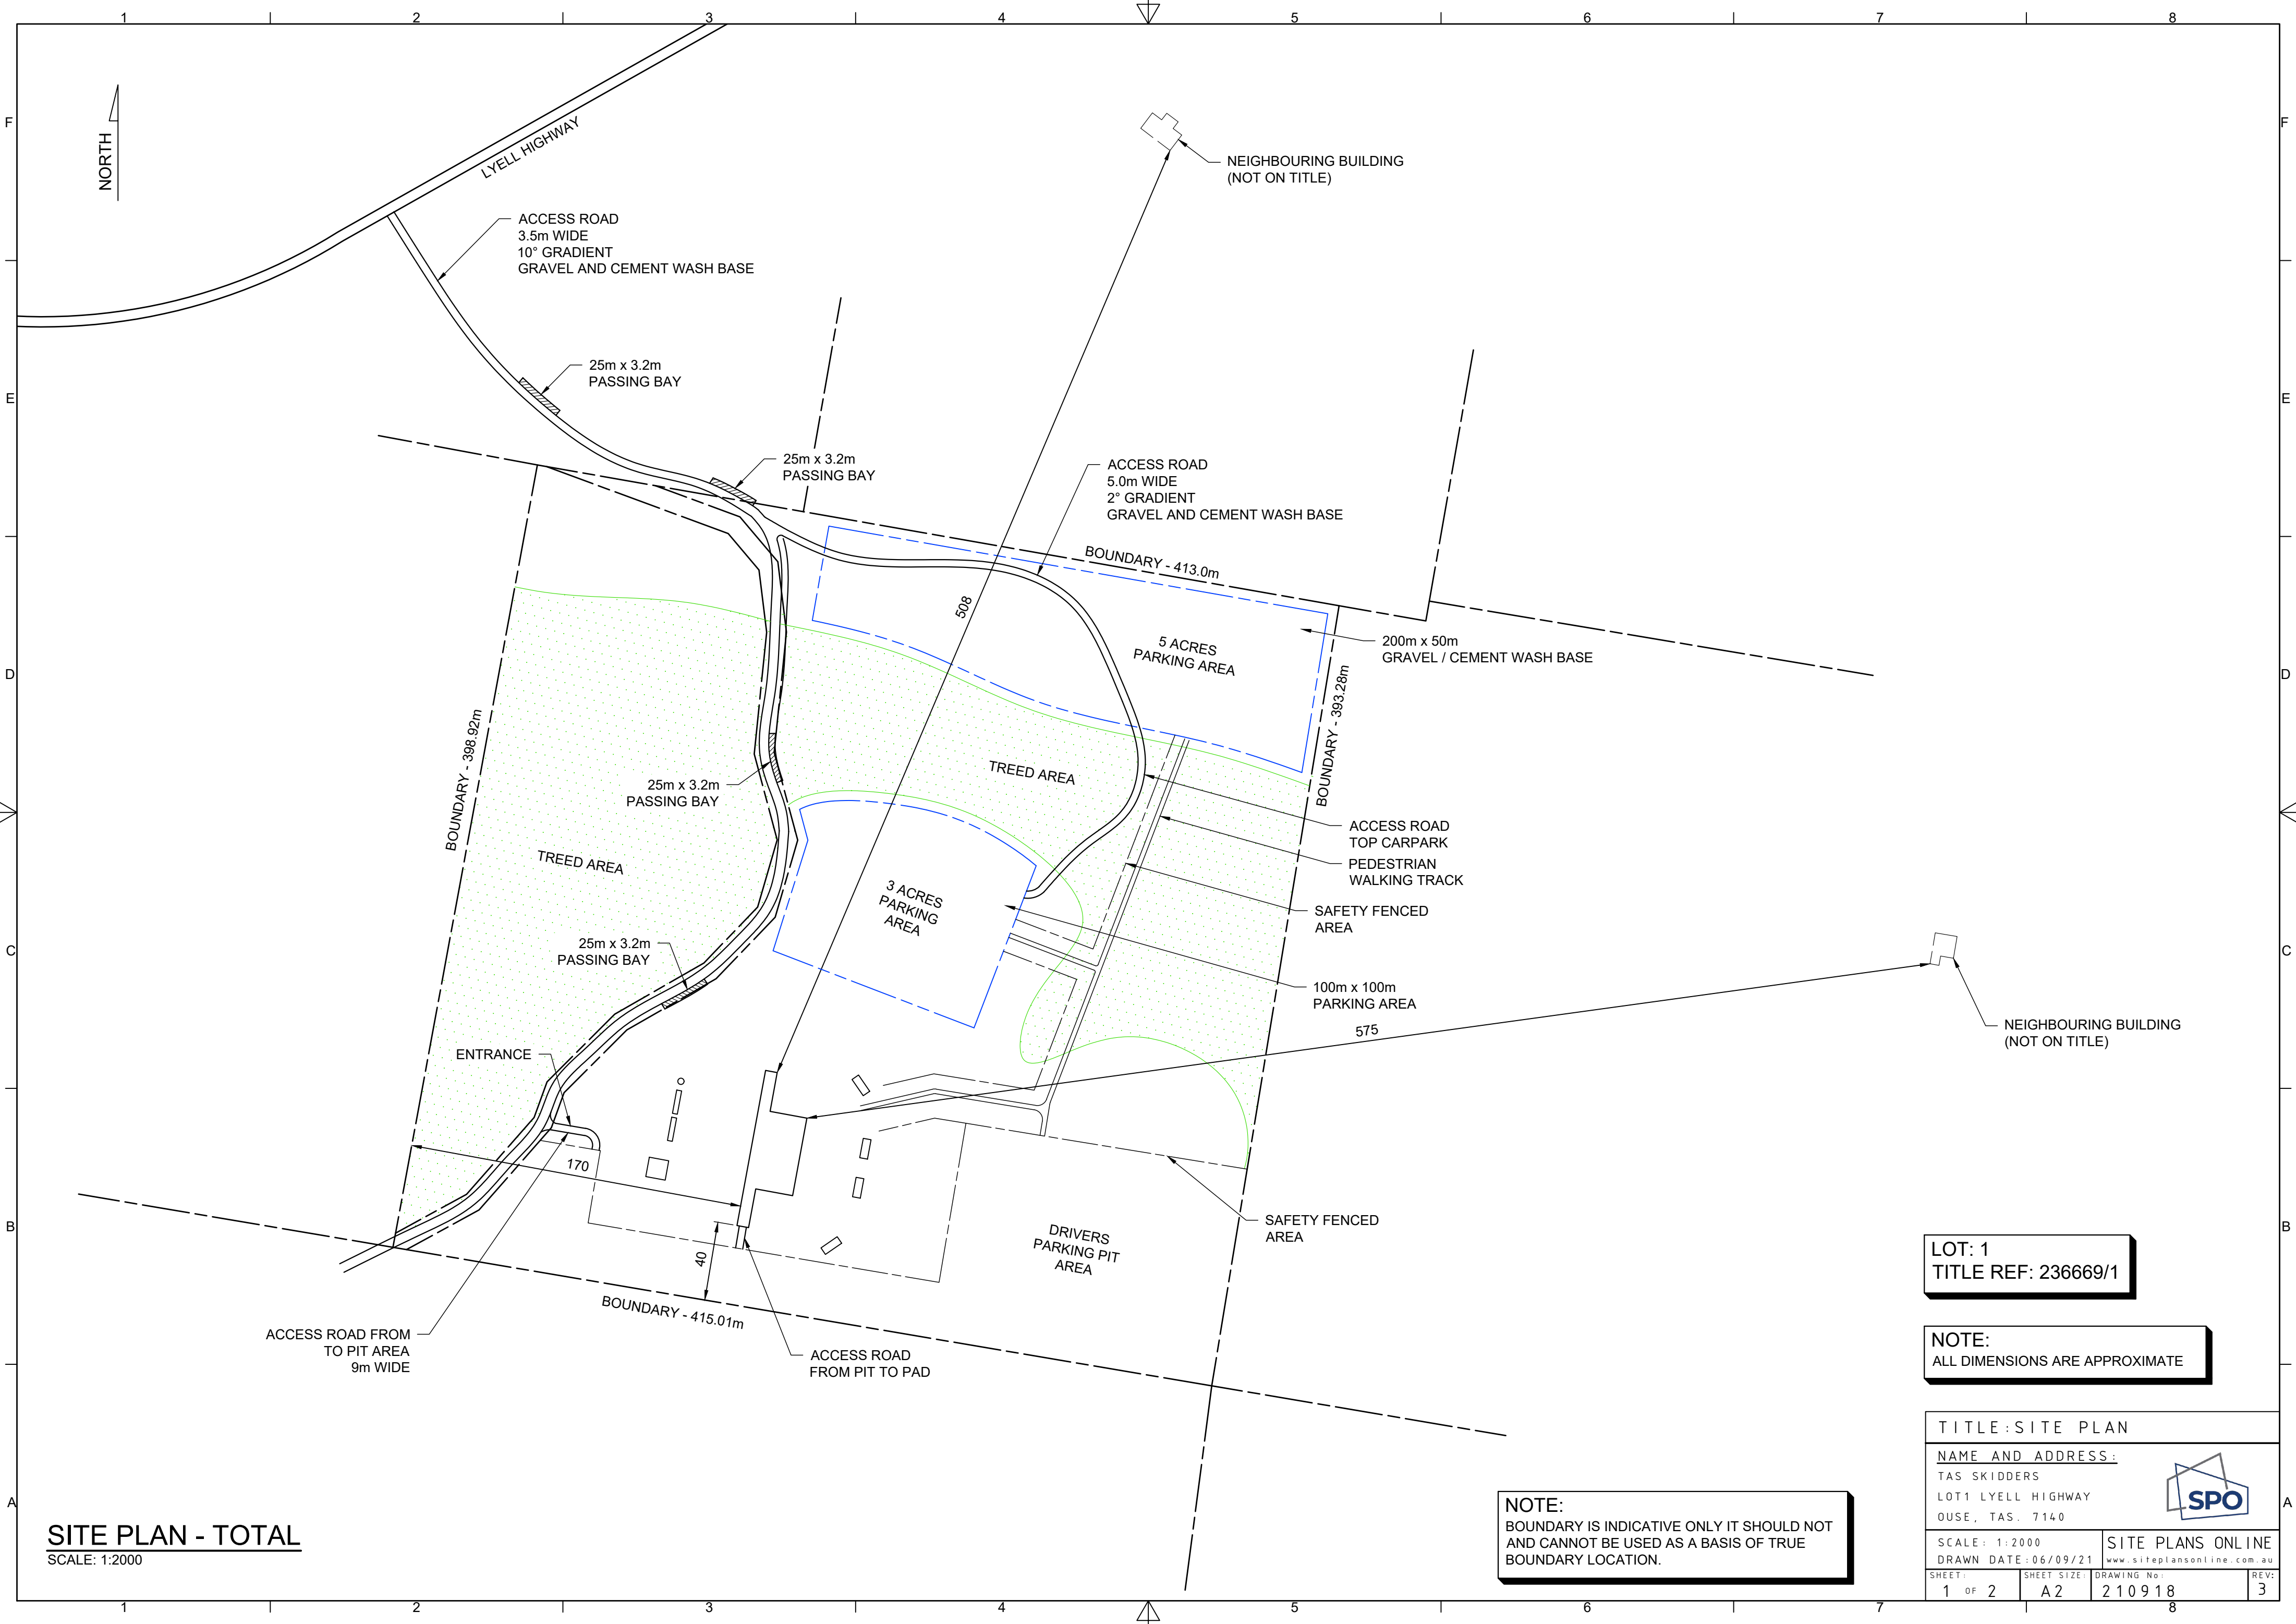 1 2 3 4 5 6 7 8
F
F
E
E
D
D
C
C
B
B
A
A
NORTH
LYELL HIGHWAY
NEIGHBOURING BUILDING
(NOT ON TITLE)
ACCESS ROAD
3.5m WIDE
10° GRADIENT
GRAVEL AND CEMENT WASH BASE
25m x 3.2m
PASSING BAY
25m x 3.2m
PASSING BAY
ACCESS ROAD
5.0m WIDE
2° GRADIENT
GRAVEL AND CEMENT WASH BASE
BOUNDARY - 413.0m
508
5 ACRES
PARKING AREA
200m x 50m
GRAVEL / CEMENT WASH BASE
BOUNDARY - 393.28m
BOUNDARY - 398.92m
TREED AREA
25m x 3.2m
PASSING BAY
TREED AREA
ACCESS ROAD
TOP CARPARK
PEDESTRIAN
WALKING TRACK
3 ACRES
PARKING
AREA
SAFETY FENCED
AREA
25m x 3.2m
PASSING BAY
100m x 100m
PARKING AREA
575
NEIGHBOURING BUILDING
(NOT ON TITLE)
ENTRANCE
170
SAFETY FENCED
AREA
DRIVERS
PARKING PIT
AREA
40
BOUNDARY - 415.01m
ACCESS ROAD FROM
TO PIT AREA
9m WIDE
ACCESS ROAD
FROM PIT TO PAD
LOT: 1
TITLE REF: 236669/1
NOTE:
ALL DIMENSIONS ARE APPROXIMATE
NOTE:
BOUNDARY IS INDICATIVE ONLY IT SHOULD NOT
AND CANNOT BE USED AS A BASIS OF TRUE
BOUNDARY LOCATION.
SITE PLAN - TOTAL
SCALE: 1:2000
TITLE: SITE PLAN
NAME AND ADDRESS:
TAS SKIDDERS
LOT1 LYELL HIGHWAY
OUSE, TAS. 7140
SPO
SCALE: 1:2000
DRAWN DATE: 06/09/21
SITE PLANS ONLINE
www.siteplansonline.com.au
SHEET: 1 OF 2
SHEET SIZE: A2
DRAWING No: 210918
REV: 3
1 2 3 4 5 6 7 8